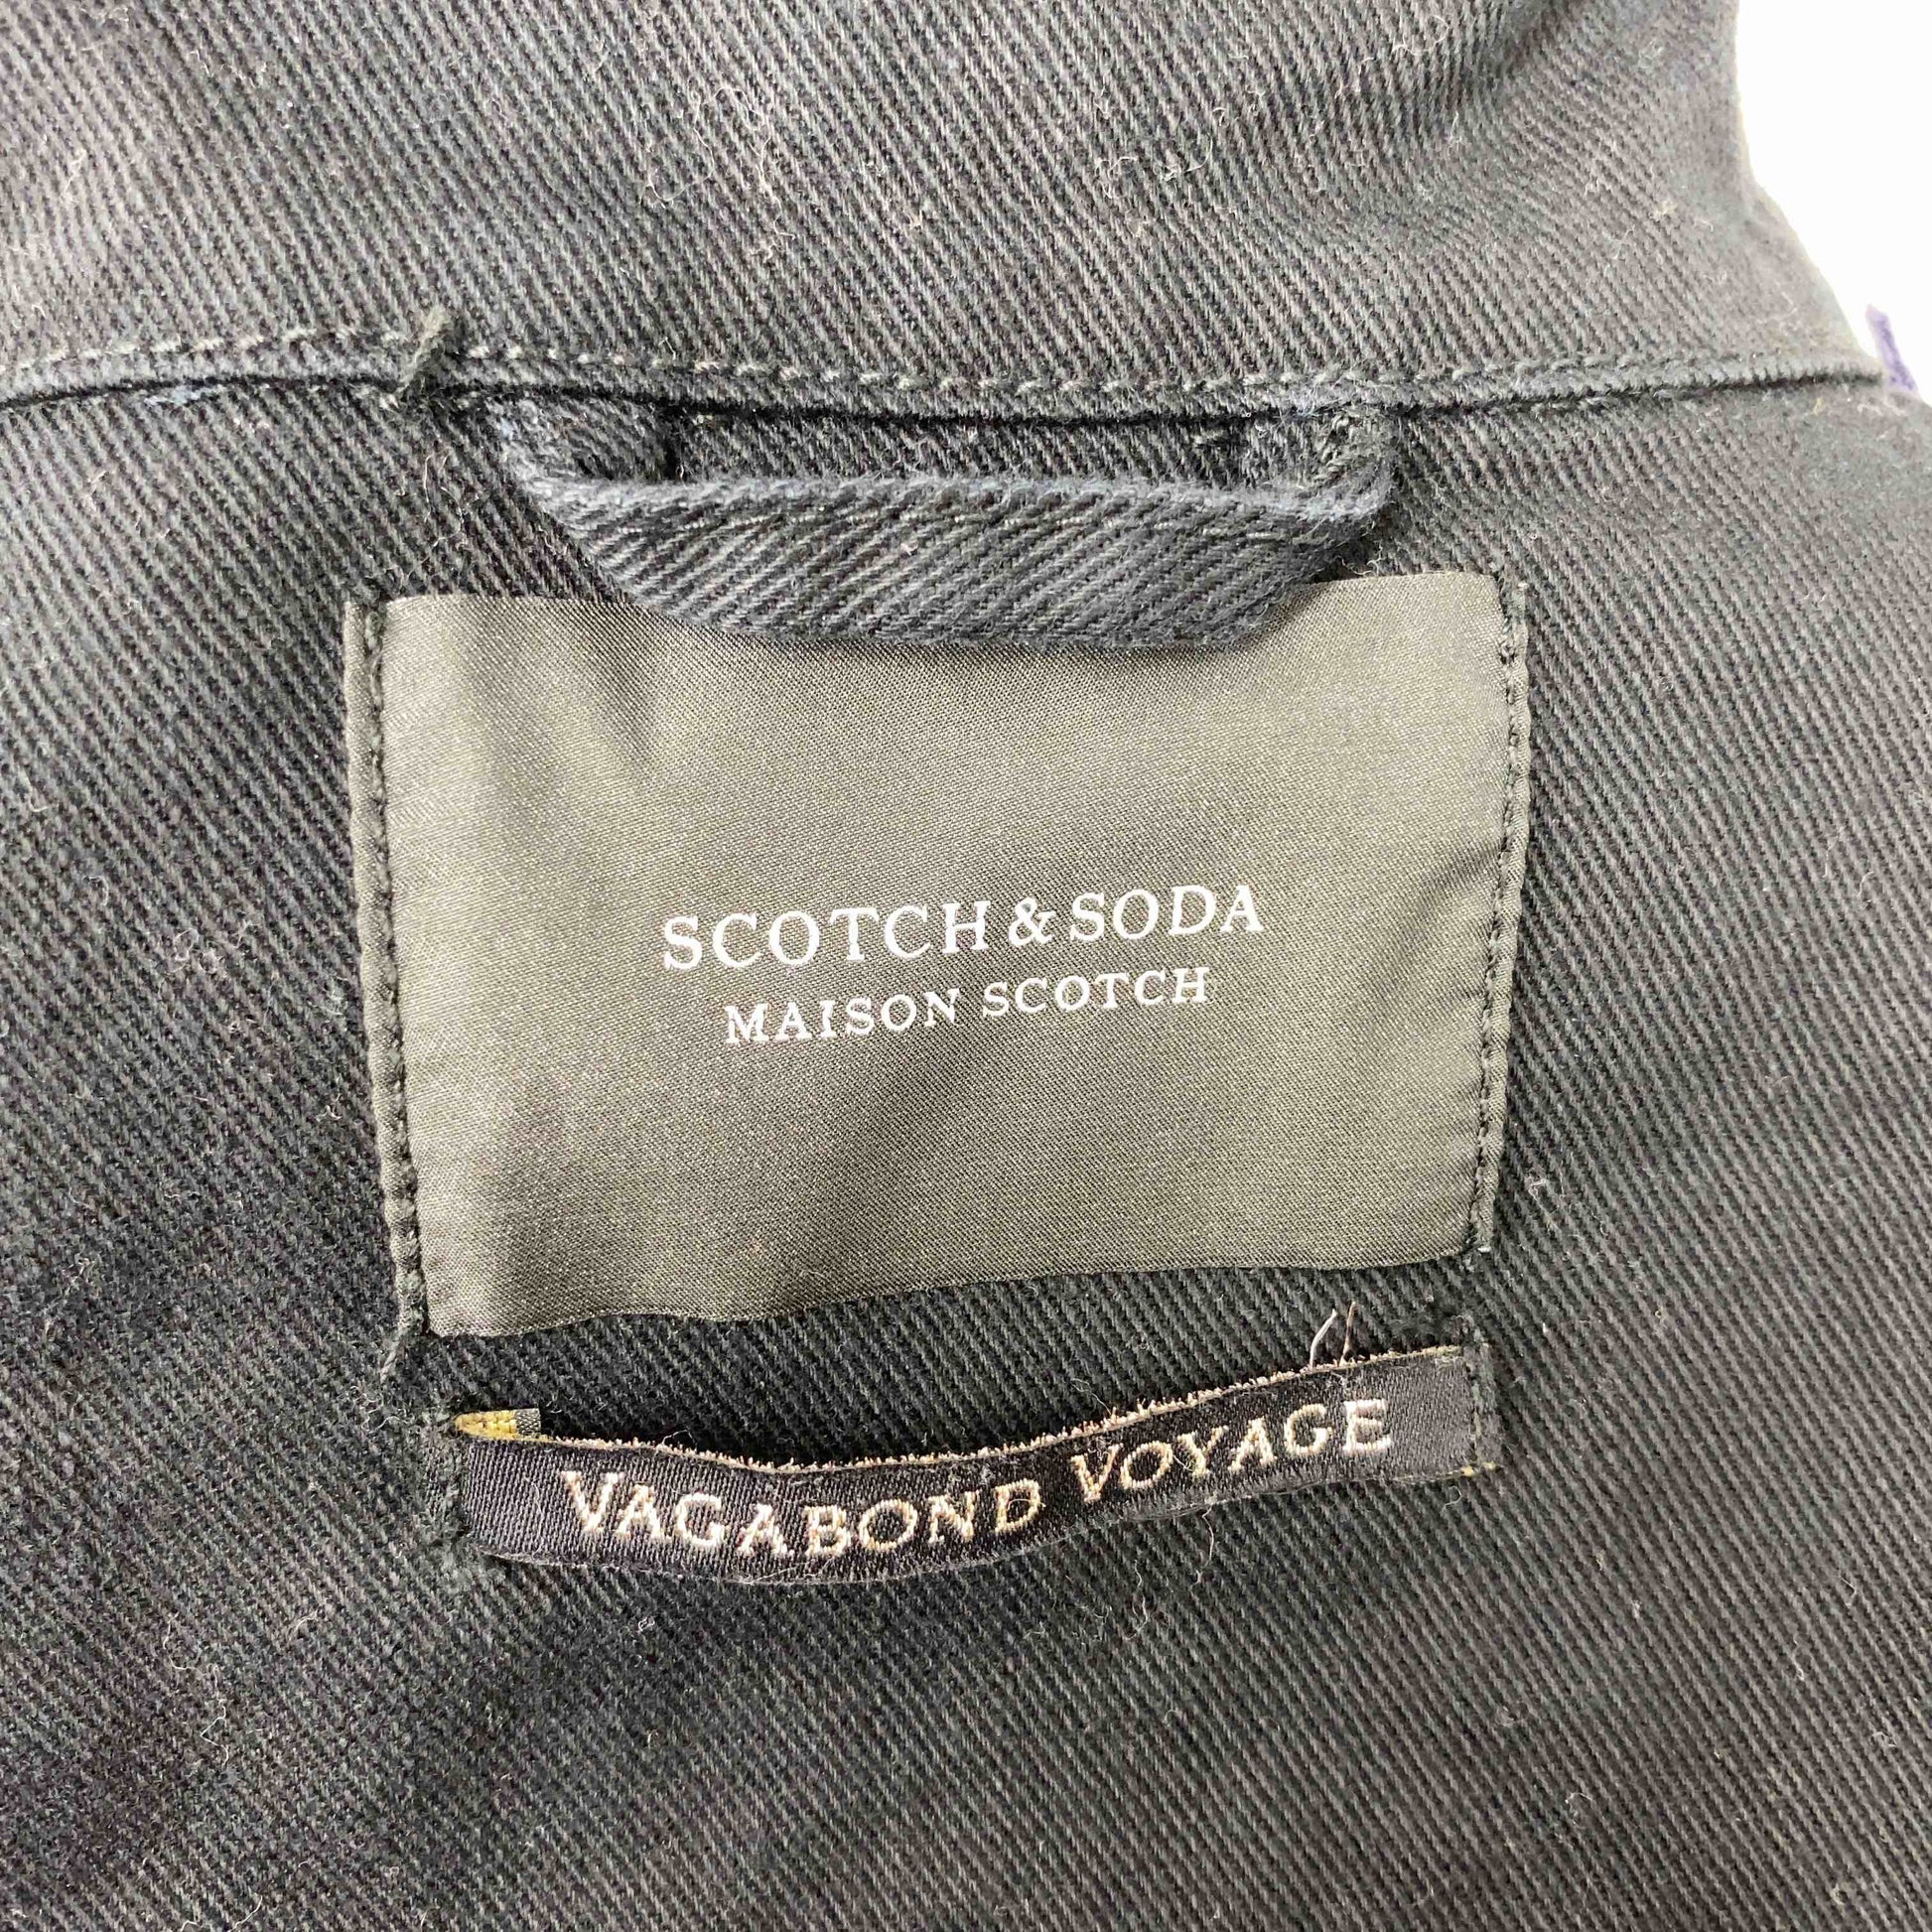 SCOTCH & SODA
MAISON SCOTCH
VAGABOND VOYAGE